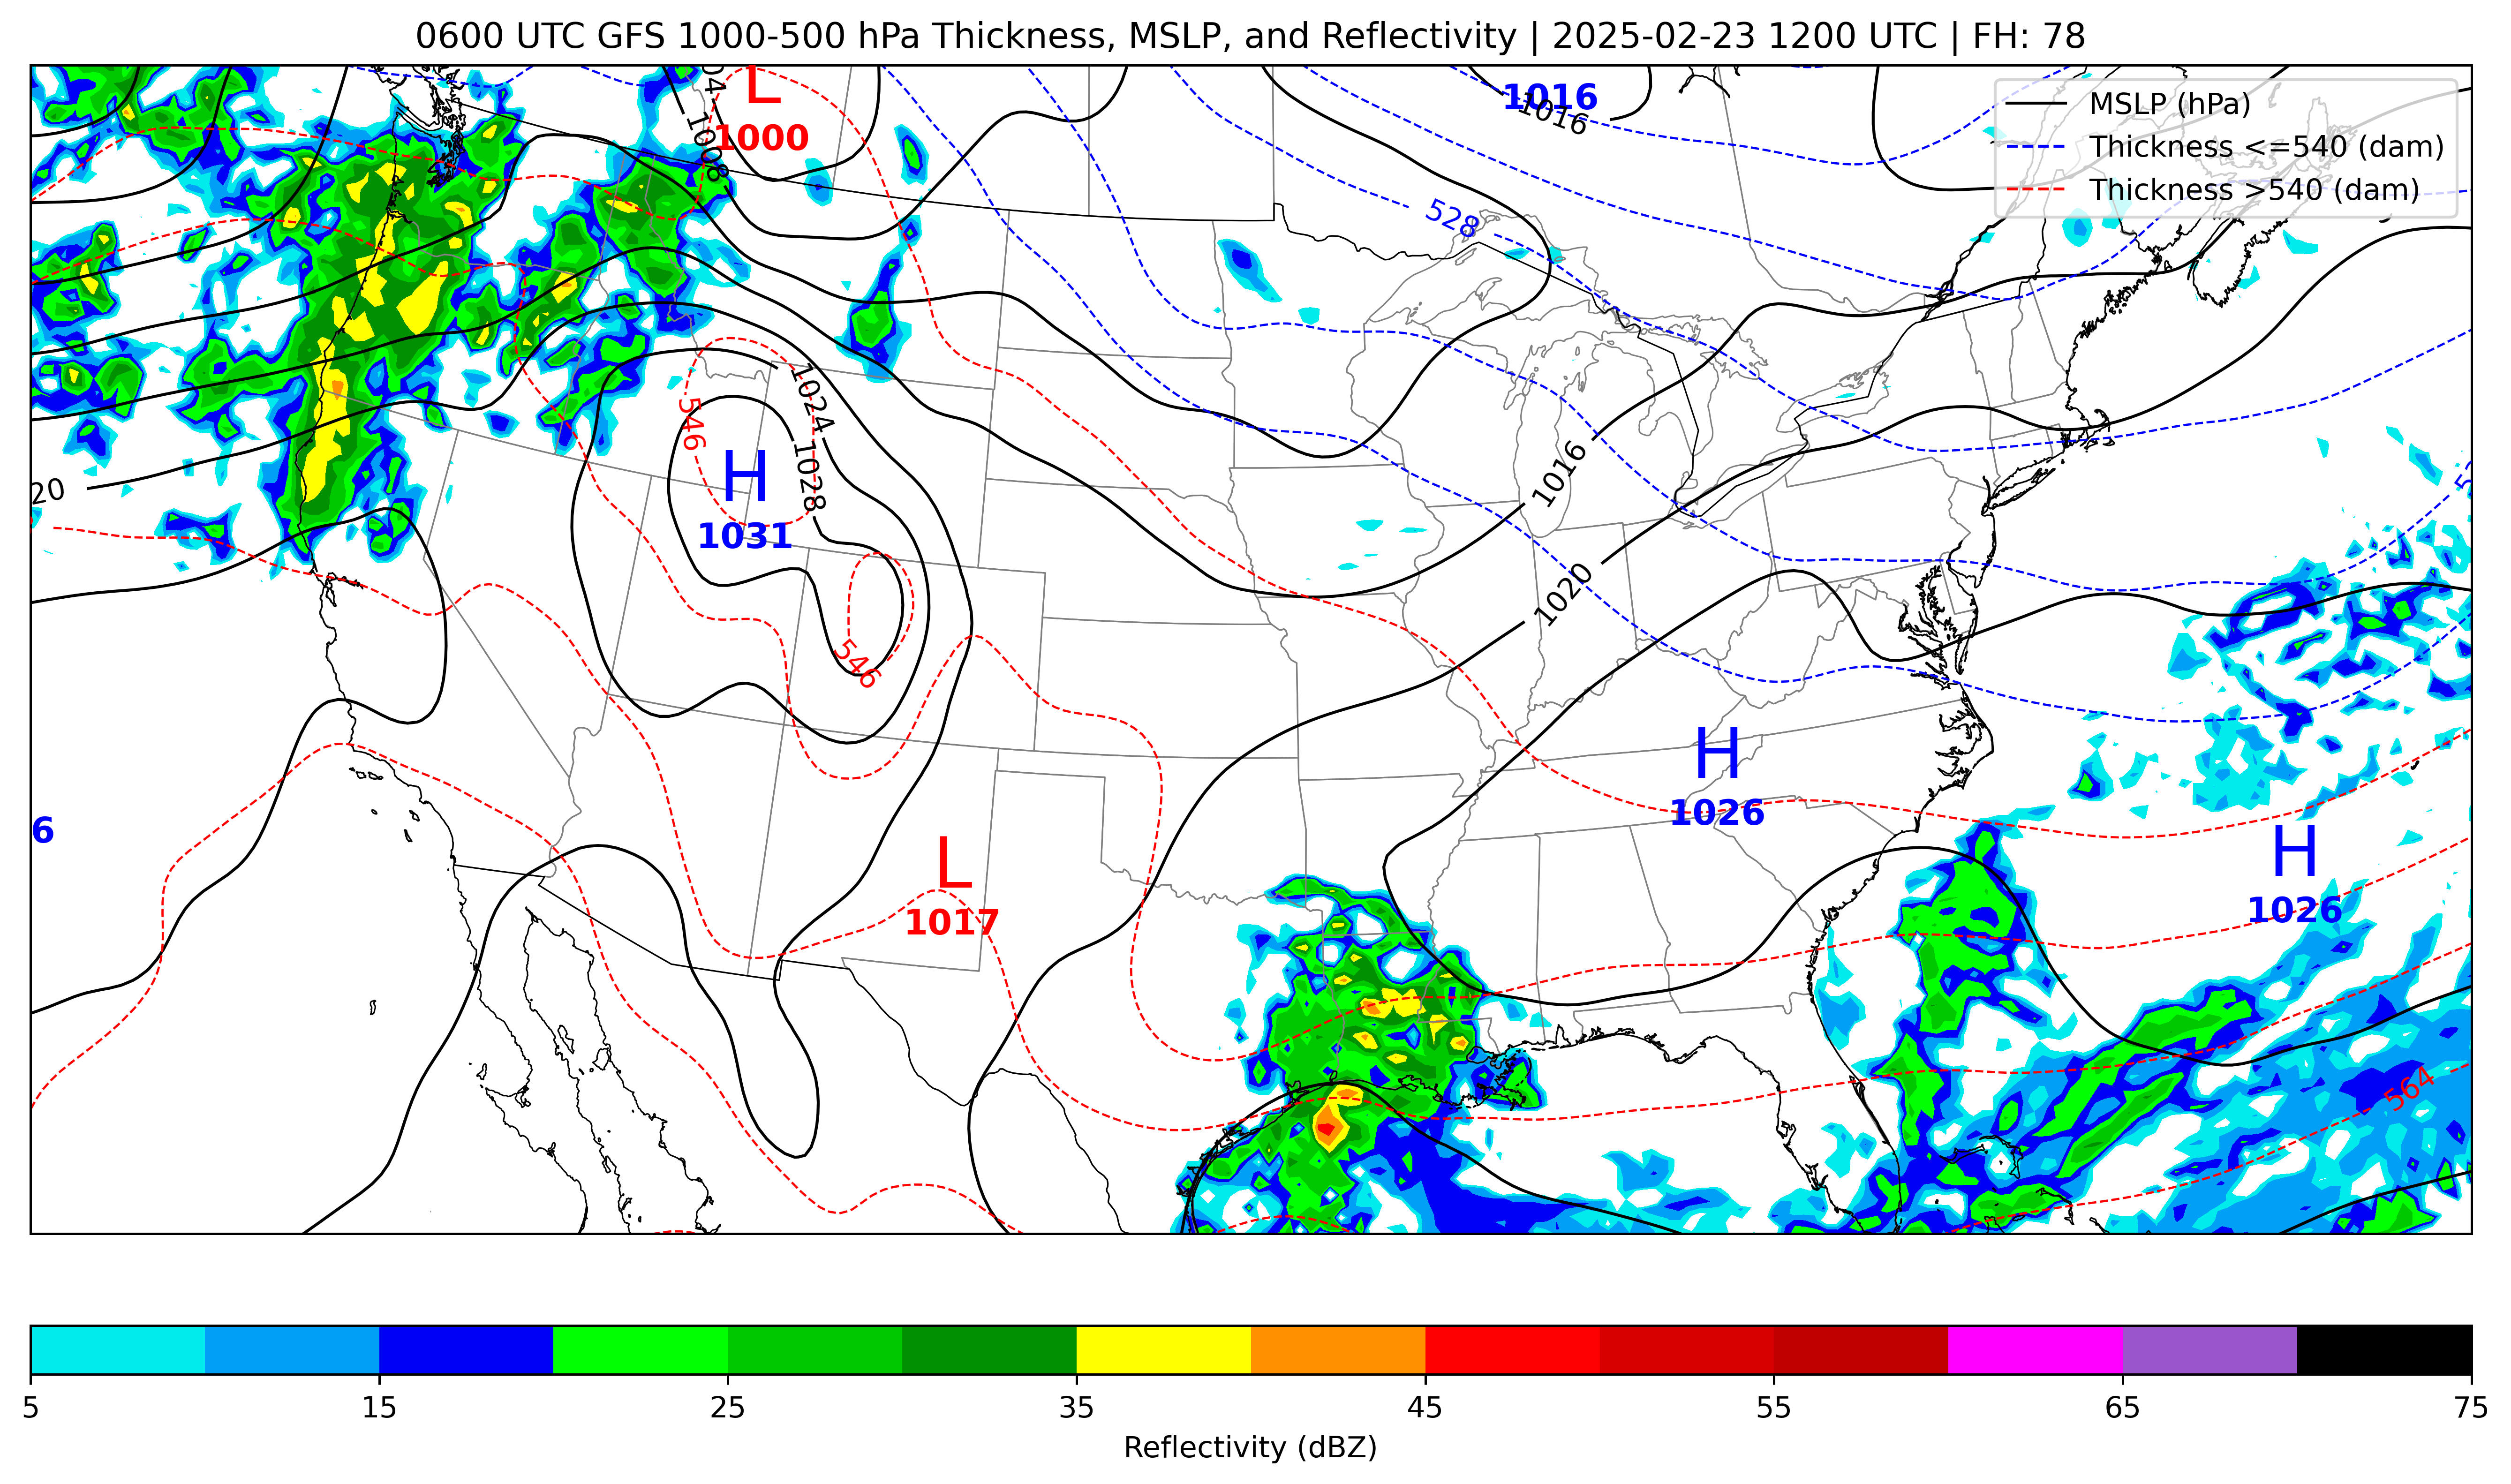 0600 UTC GFS 1000-500 hPa Thickness, MSLP, and Reflectivity | 2025-02-23 1200 UTC | FH: 78
L
1000
1008
1016
1016
MSLP (hPa)
Thickness <=540 (dam)
Thickness >540 (dam)
528
1024
546
H
1031
1028
20
1016
1020
546
H
1026
6
L
1017
H
1026
564
5
15
25
35
45
55
65
75
Reflectivity (dBZ)